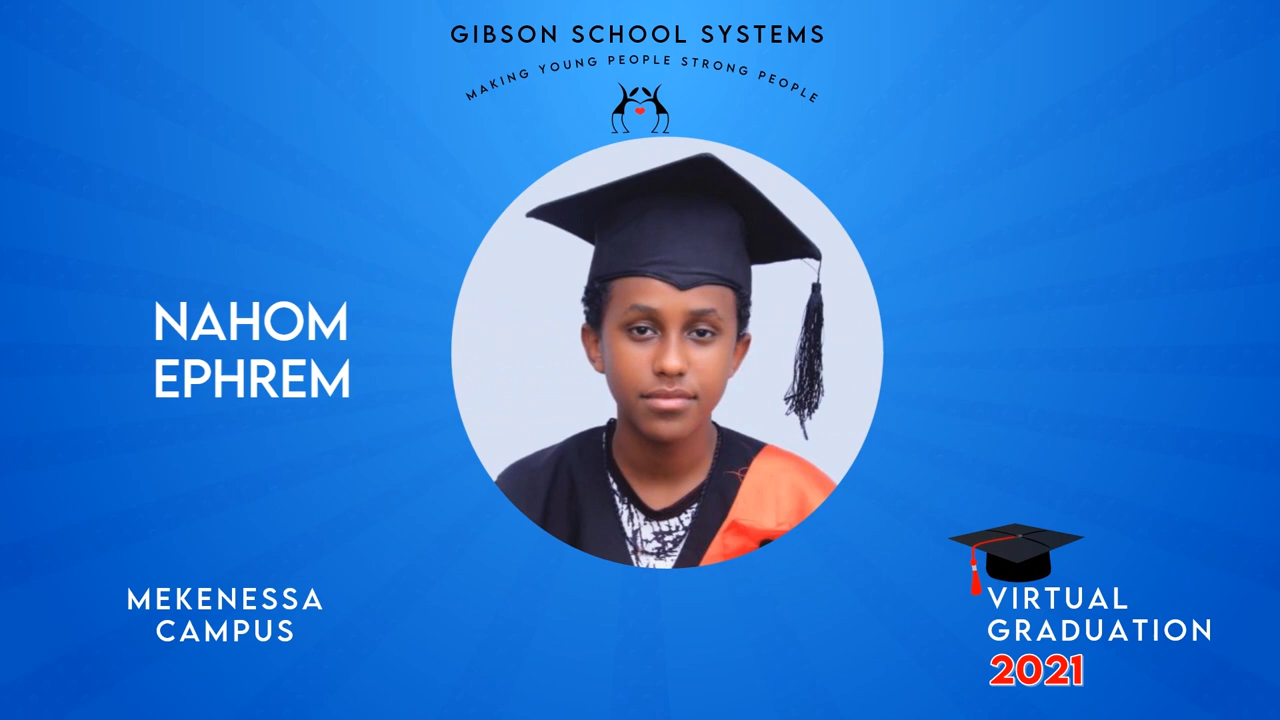 GIBSON SCHOOL SYSTEMS
MAKING YOUNG PEOPLE STRONG PEOPLE
NAHOM
EPHREM
MEKENESSA
CAMPUS
VIRTUAL
GRADUATION
2021